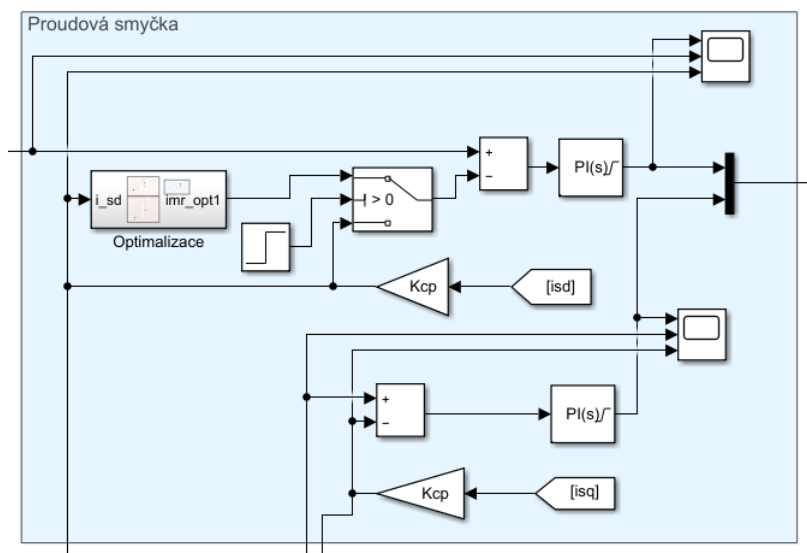 Proudová smyčka
+
−
PI(s)
i_sd
imr_opt1
> 0
Optimalizace
Kcp
[isd]
+
−
PI(s)
Kcp
[isq]